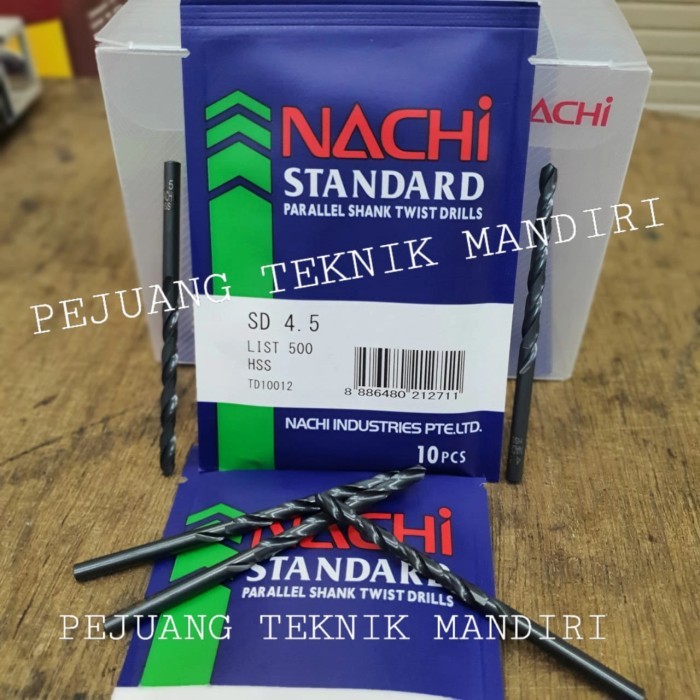 NACHi
ACHi
STANDARD
PARALLEL SHANK TWIST DRILLS
PEJUANG TEKNIK MANDIRI
SD 4.5
LIST 500
HSS
TD10012
8 886480 212711
NACHI INDUSTRIES PTE.LTD.
10 PCS
NACHi
STANDARD
PARALLEL SHANK TWIST DRILLS
PEJUANG TEKNIK MANDIRI